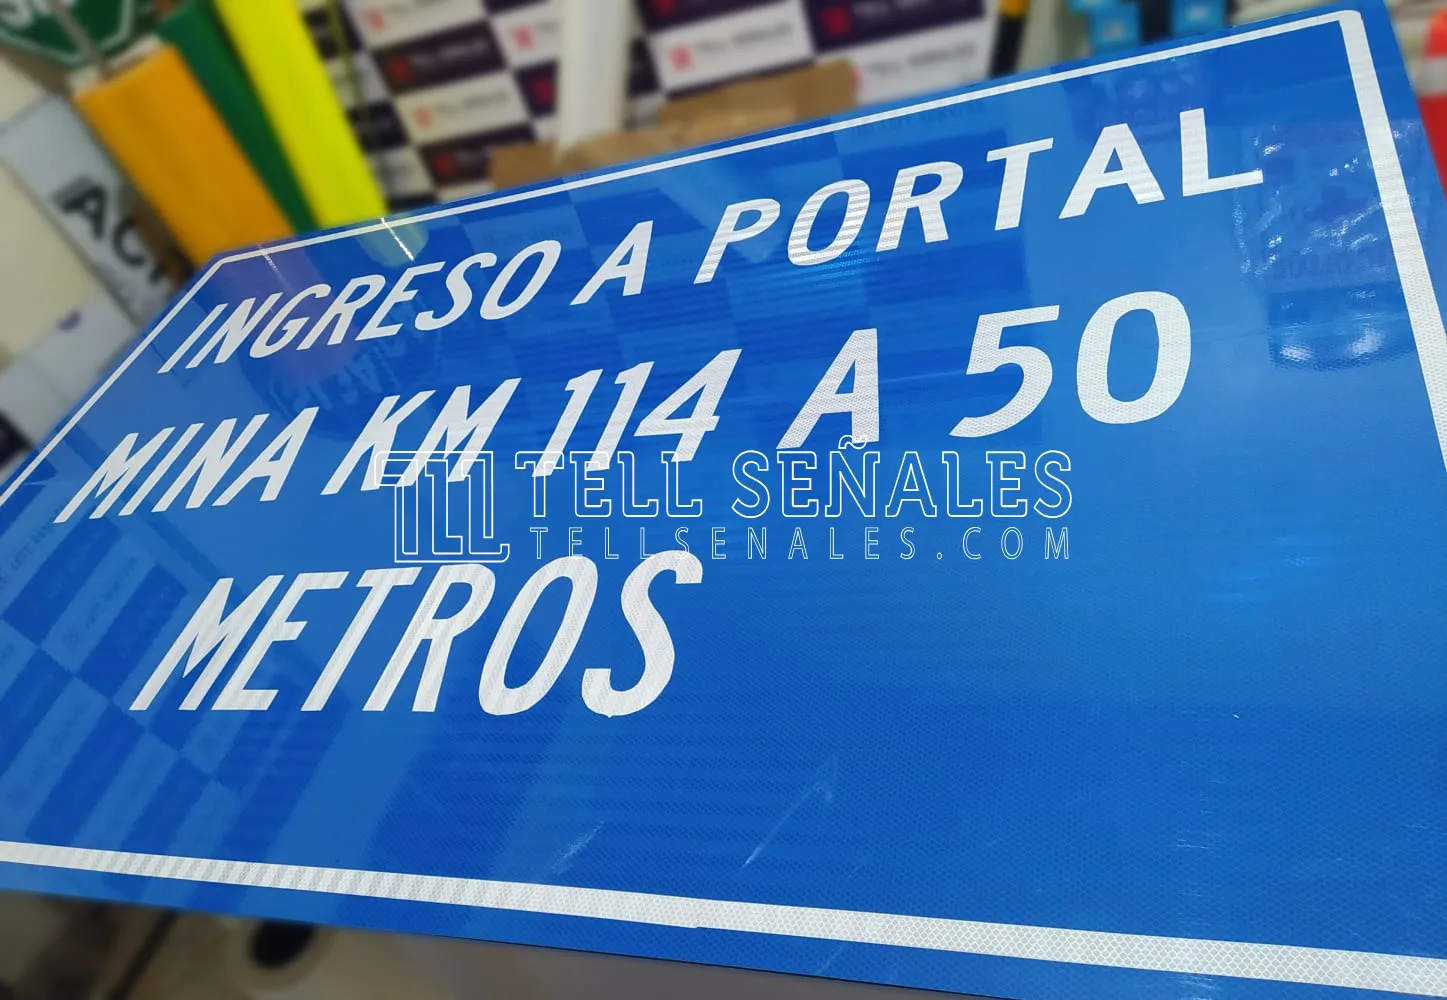 INGRESO A PORTAL
MINA KM 114 A 50
TELL SEÑALES
TELLSENALES.COM
METROS